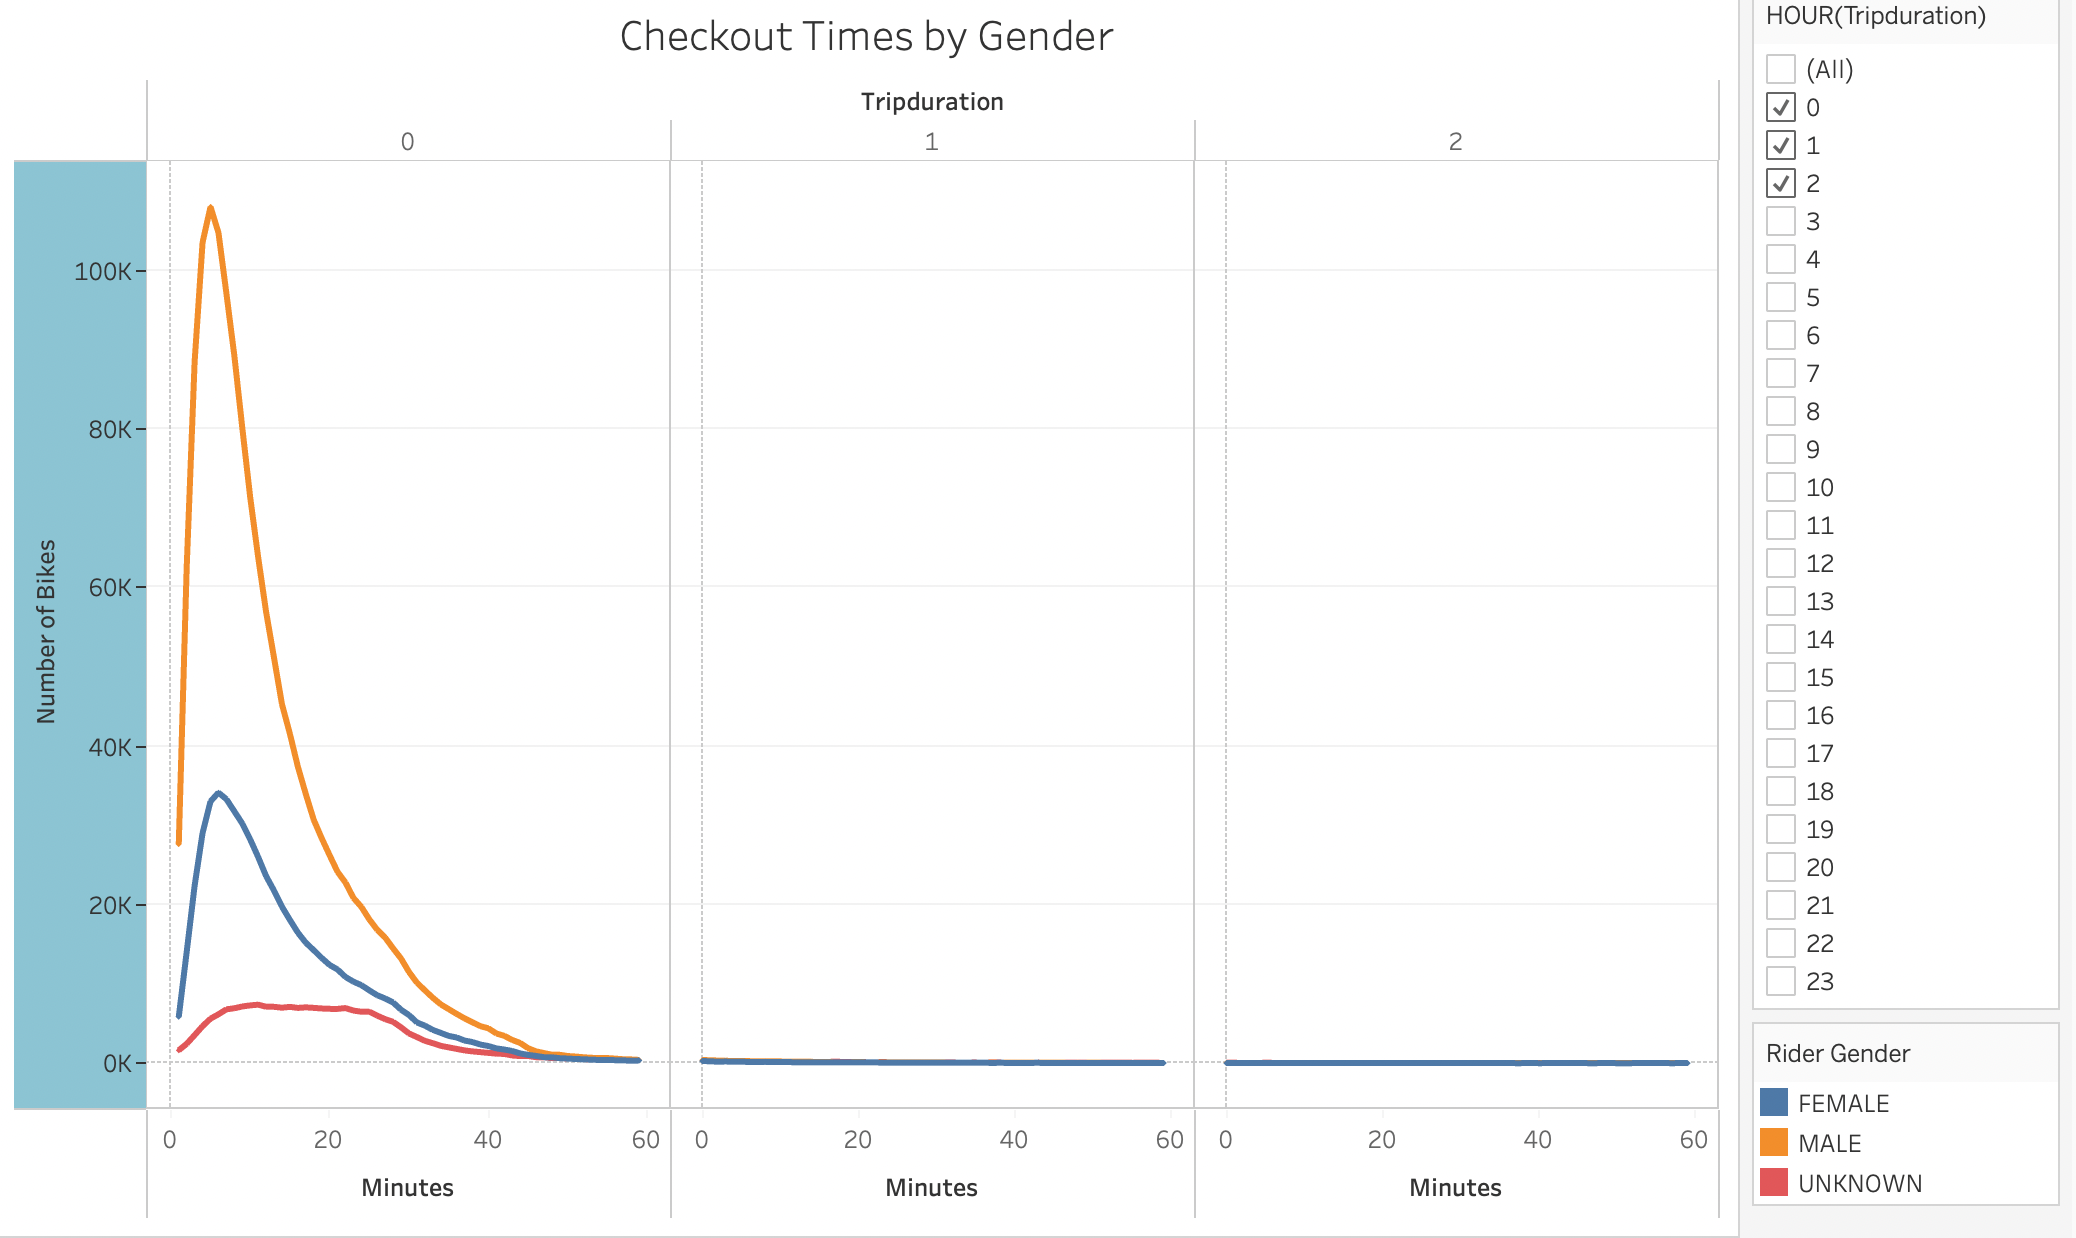 Checkout Times by Gender
Tripduration
0 1 2
100K
80K
60K
40K
20K
0K
Number of Bikes
0 20 40 60 0 20 40 60 0 20 40 60
Minutes Minutes Minutes
HOUR(Tripduration)
(All)
0
1
2
3
4
5
6
7
8
9
10
11
12
13
14
15
16
17
18
19
20
21
22
23
Rider Gender
FEMALE
MALE
UNKNOWN